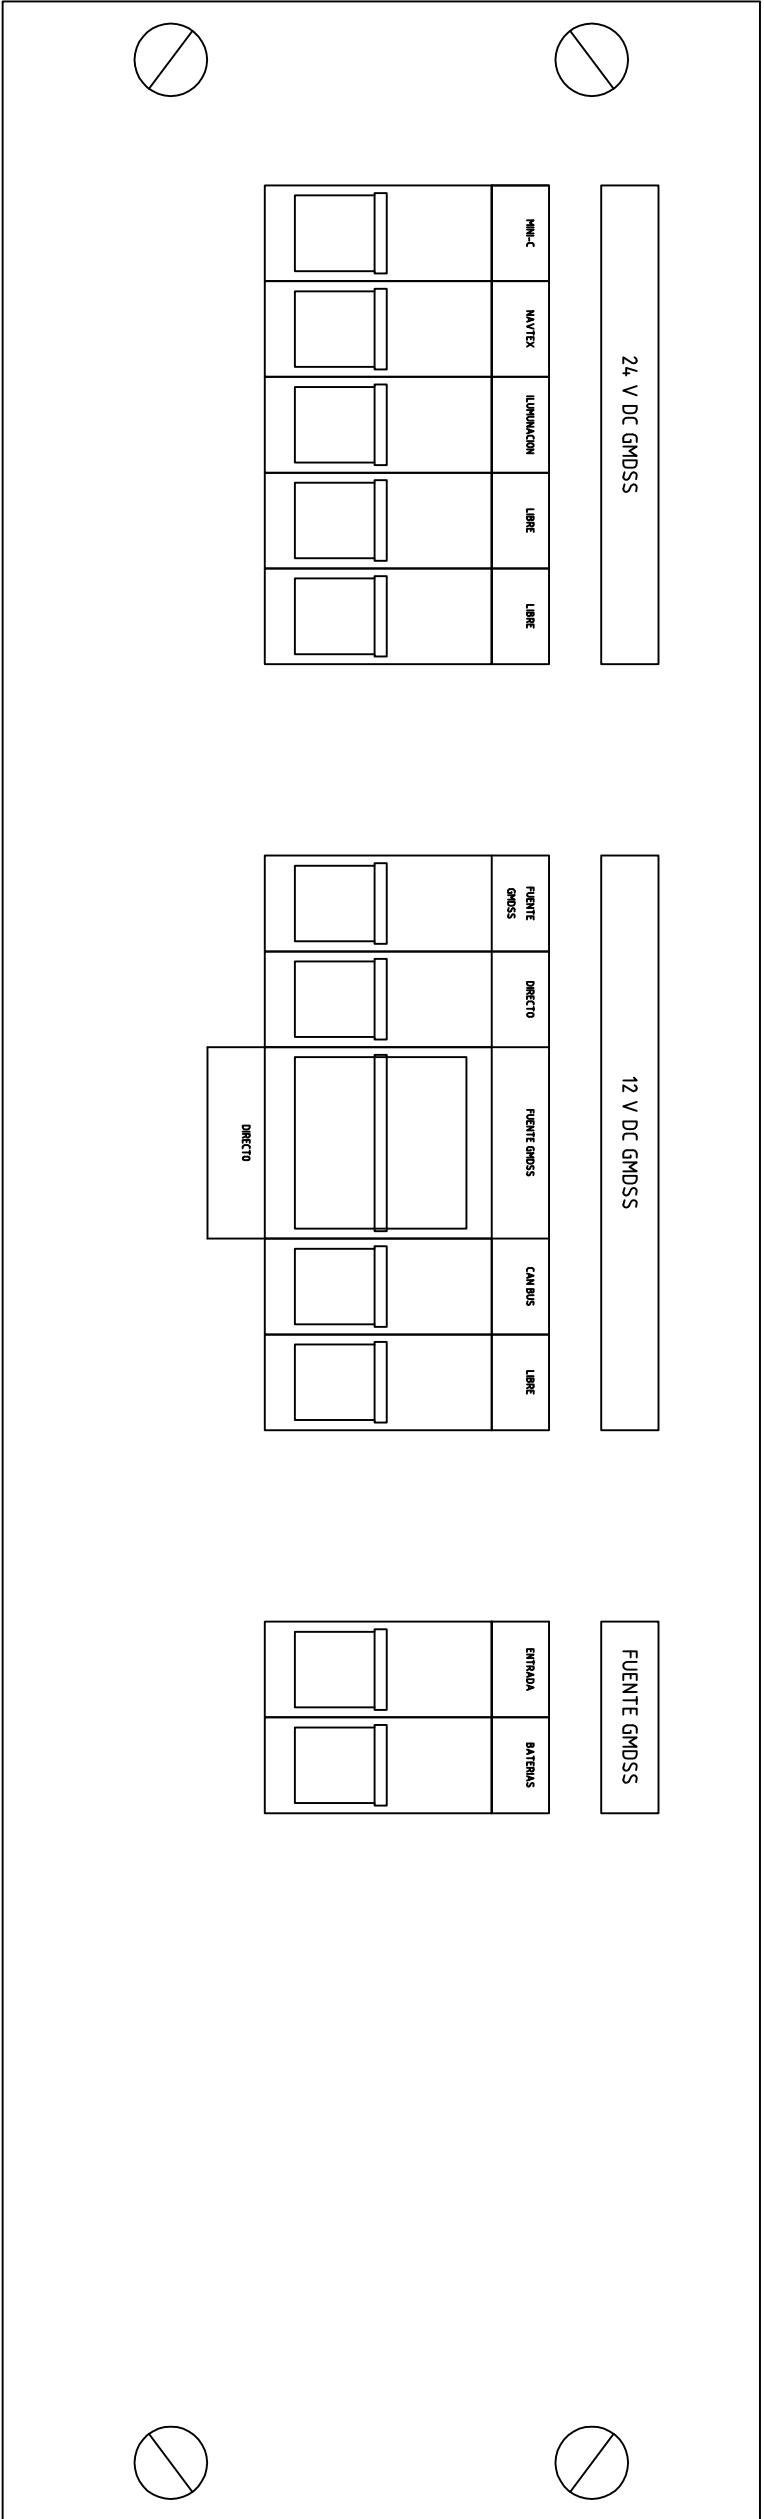 24 V DC GMDSS
MINI-C
NAVTEX
ILUMUNACION
LIBRE
LIBRE
12 V DC GMDSS
FUENTE
GMDSS
DIRECTO
FUENTE GMDSS
DIRECTO
CAN BUS
LIBRE
FUENTE GMDSS
ENTRADA
BATERIAS